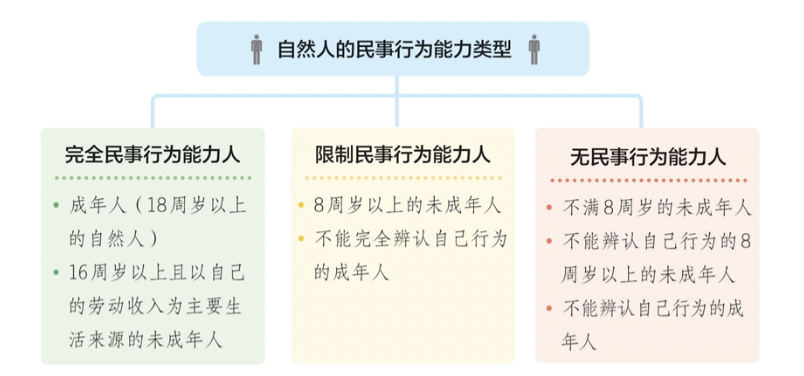 自然人的民事行为能力类型
完全民事行为能力人
• 成年人（18周岁以上
的自然人）
• 16周岁以上且以自己
的劳动收入为主要生
活来源的未成年人
限制民事行为能力人
• 8周岁以上的未成年人
• 不能完全辨认自己行为
的成年人
无民事行为能力人
• 不满8周岁的未成年人
• 不能辨认自己行为的8
周岁以上的未成年人
• 不能辨认自己行为的成
年人